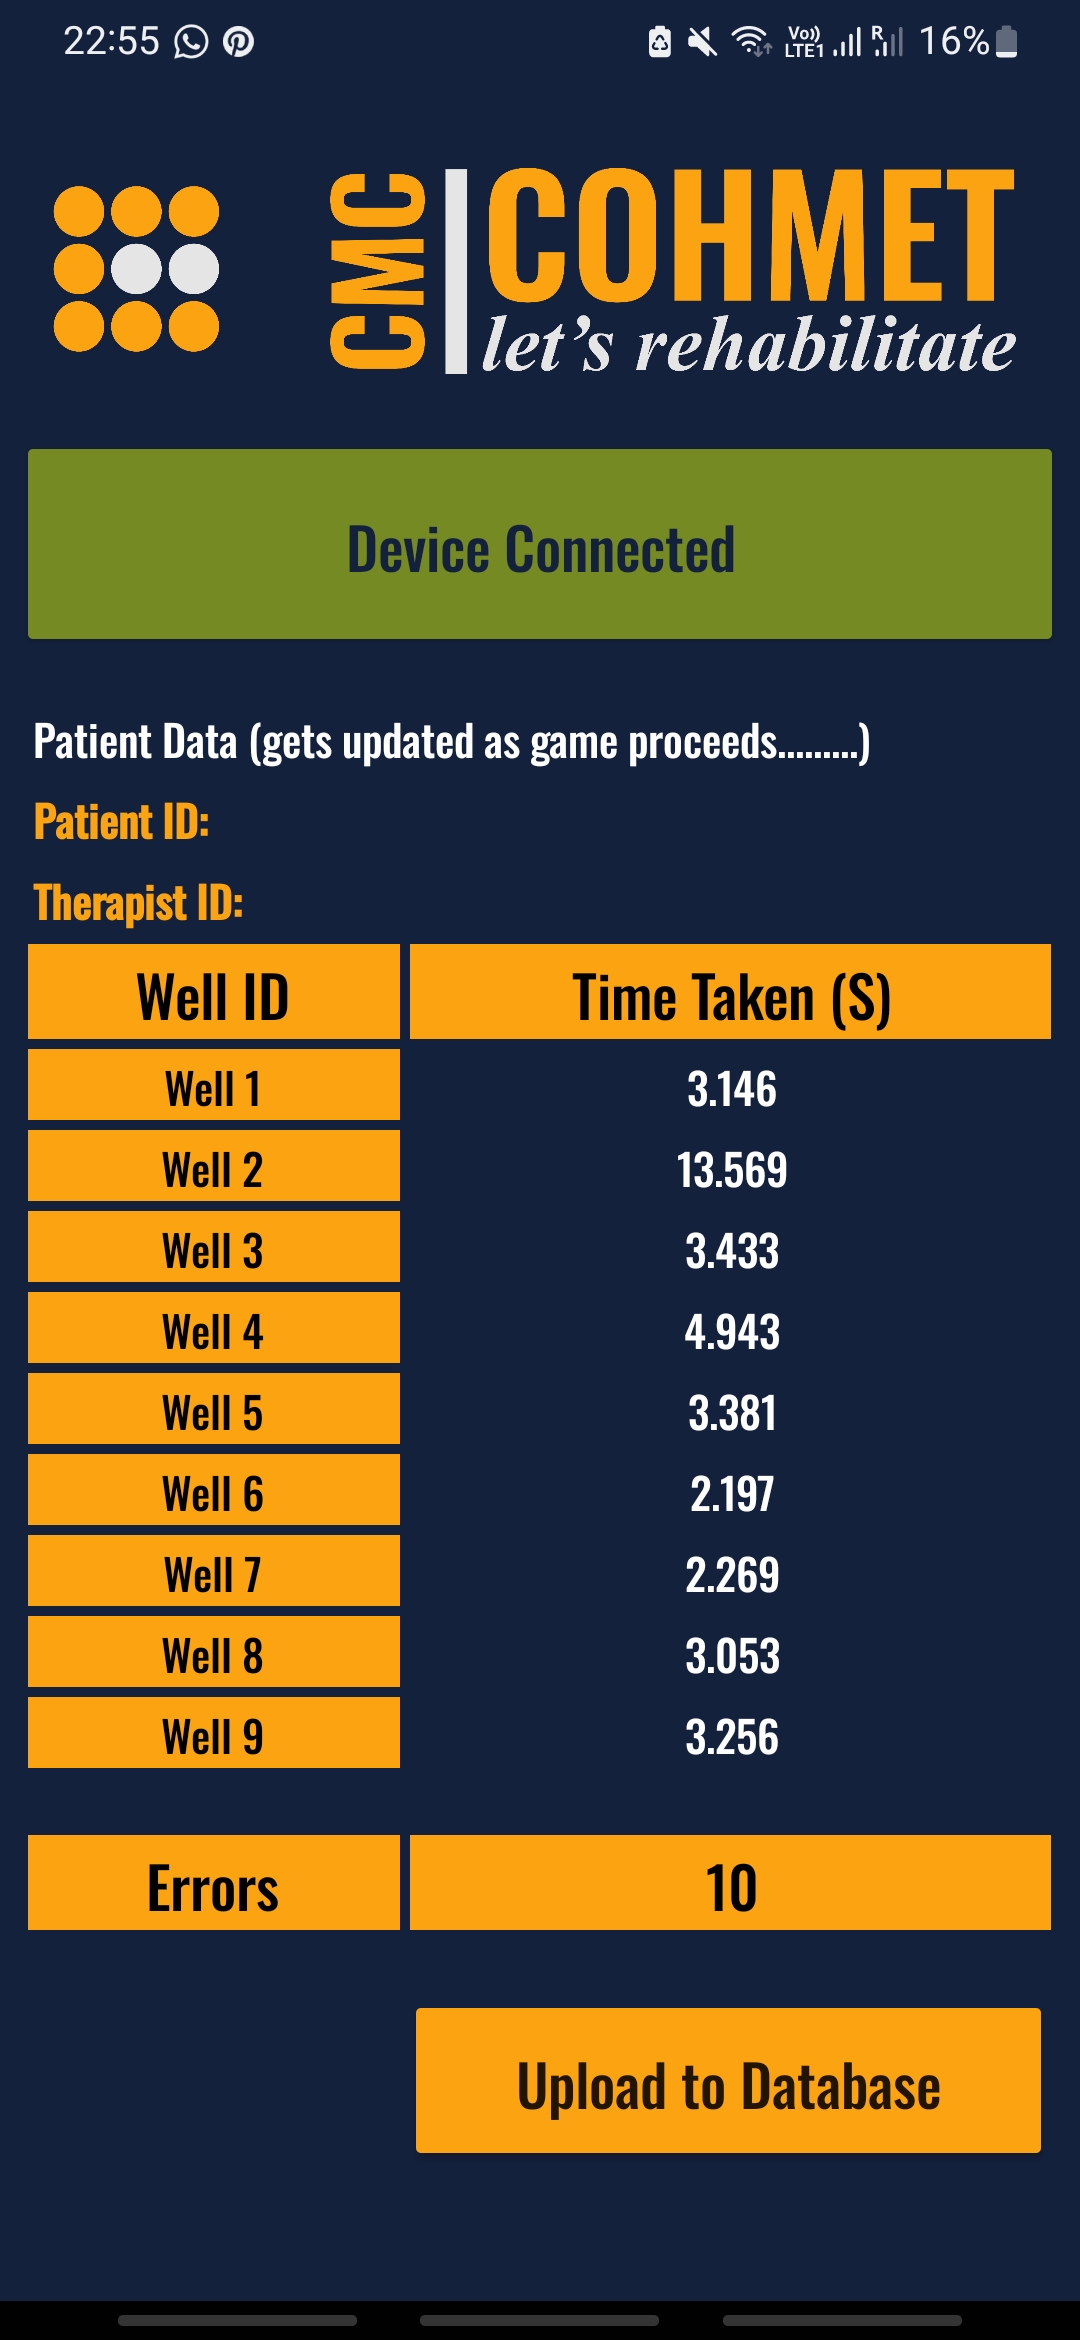 22:55 Vo)) LTE1 R 16%
CMC
COHMET
let's rehabilitate
Device Connected
Patient Data (gets updated as game proceeds.........)
Patient ID:
Therapist ID:
Well ID Time Taken (S)
Well 1 3.146
Well 2 13.569
Well 3 3.433
Well 4 4.943
Well 5 3.381
Well 6 2.197
Well 7 2.269
Well 8 3.053
Well 9 3.256
Errors 10
Upload to Database